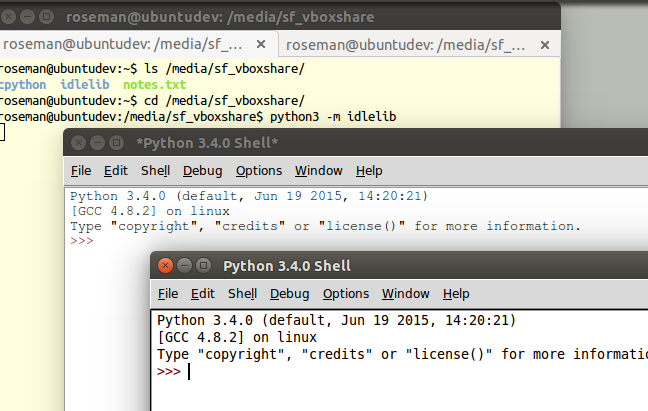 roseman@ubuntudev: /media/sf_vboxshare
roseman@ubuntudev: /media/sf_... × roseman@ubuntudev: /media/sf_... ×
roseman@ubuntudev:~$ ls /media/sf_vboxshare/
cpython idlelib notes.txt
roseman@ubuntudev:~$ cd /media/sf_vboxshare/
roseman@ubuntudev:/media/sf_vboxshare$ python3 -m idlelib
*Python 3.4.0 Shell*
File Edit Shell Debug Options Window Help
Python 3.4.0 (default, Jun 19 2015, 14:20:21)
[GCC 4.8.2] on linux
Type "copyright", "credits" or "license()" for more information.
>>>
Python 3.4.0 Shell
File Edit Shell Debug Options Window Help
Python 3.4.0 (default, Jun 19 2015, 14:20:21)
[GCC 4.8.2] on linux
Type "copyright", "credits" or "license()" for more informatio
>>>